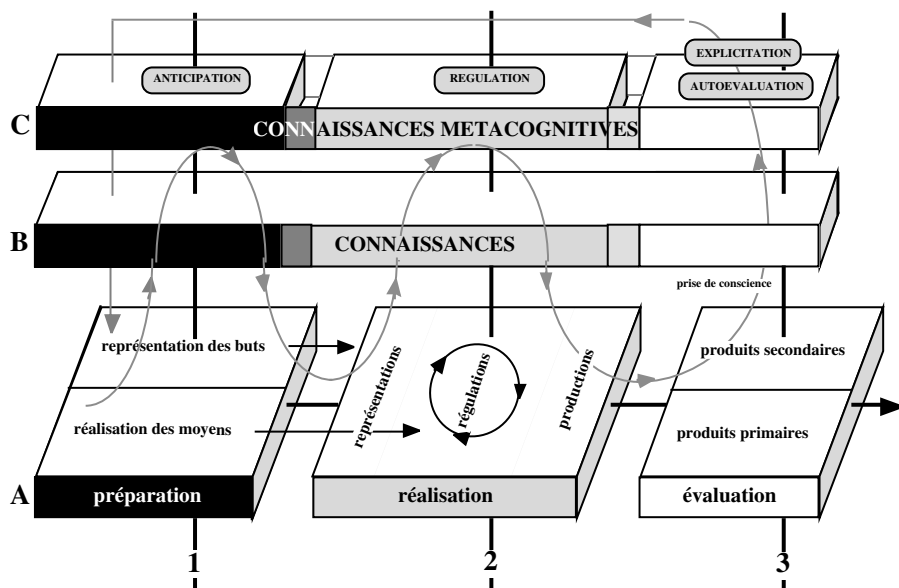 EXPLICITATION
ANTICIPATION
REGULATION
AUTOEVALUATION
C
CONNAISSANCES METACOGNITIVES
B
CONNAISSANCES
prise de conscience
représentation des buts
réalisation des moyens
représentations
régulations
productions
produits secondaires
produits primaires
A
préparation
réalisation
évaluation
1
2
3